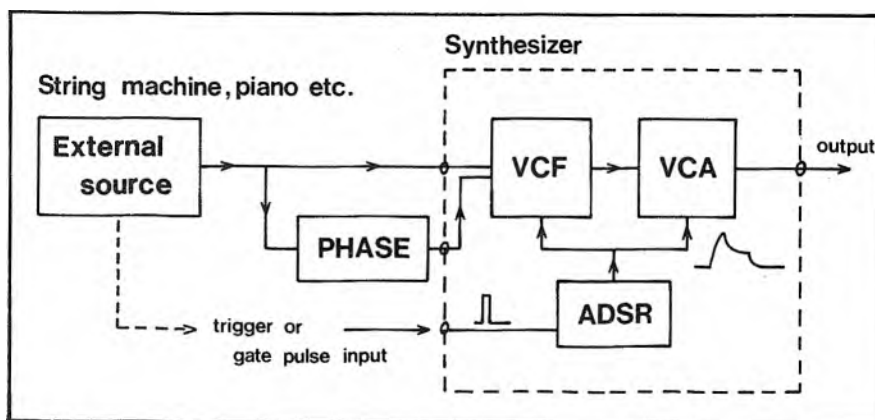 Synthesizer
String machine, piano etc.
External
source
VCF
VCA
output
PHASE
ADSR
trigger or
gate pulse input